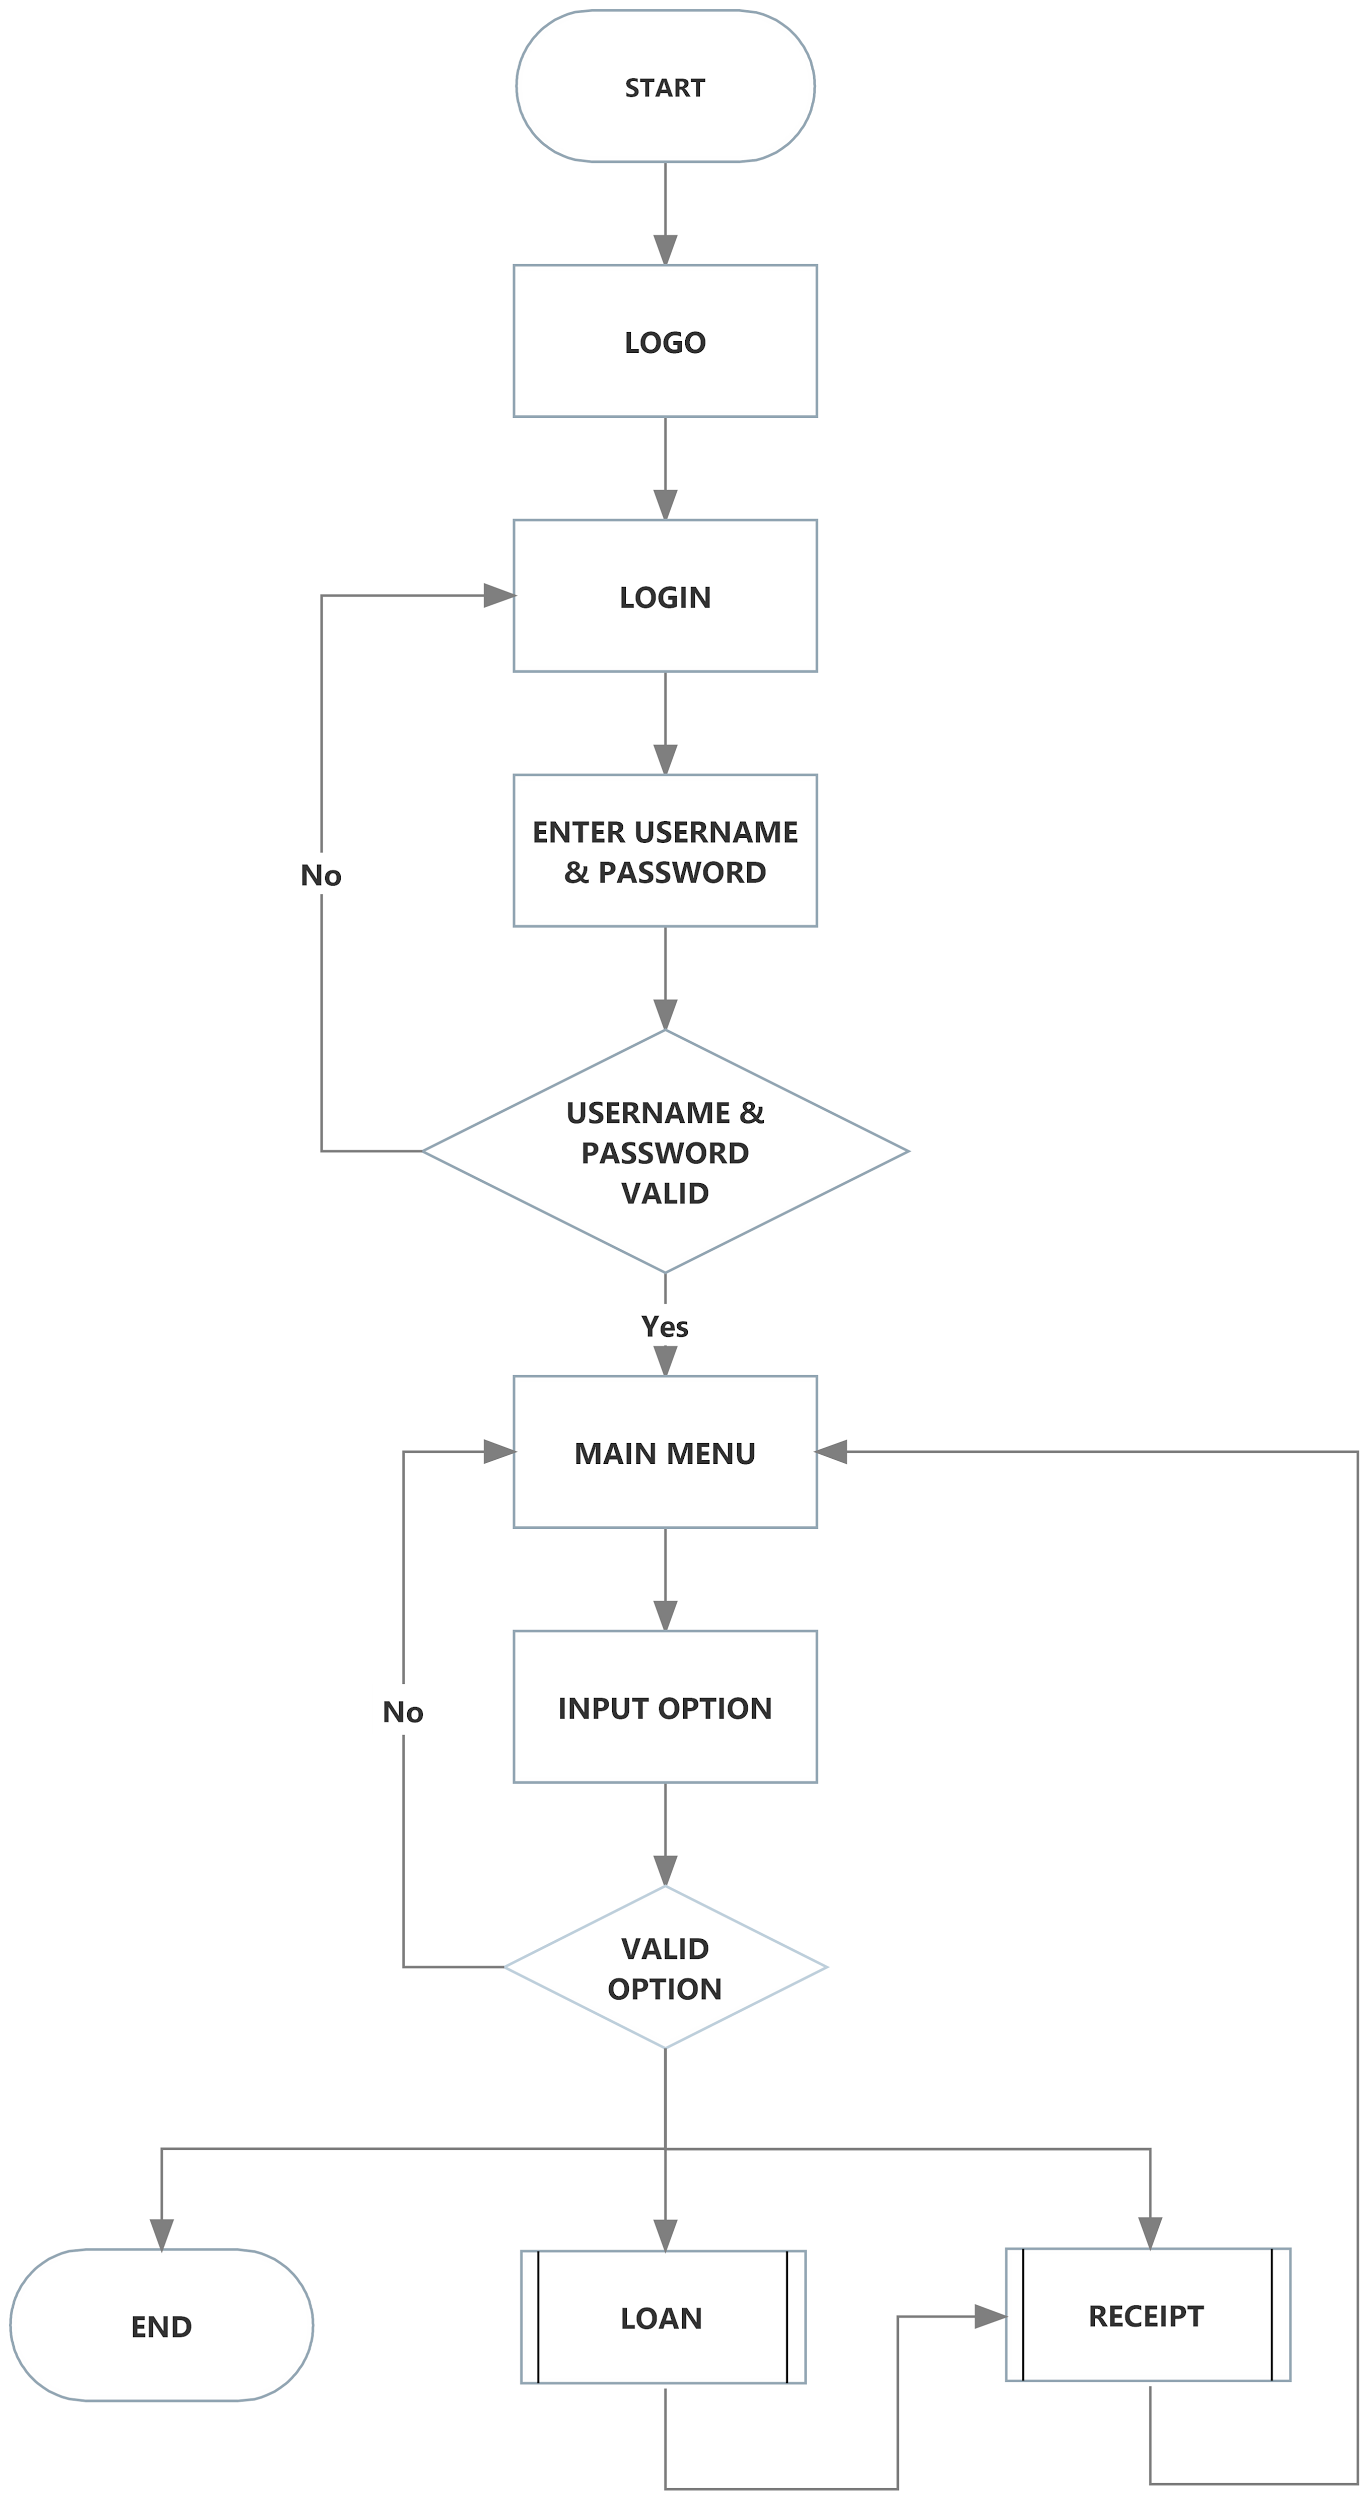 START
LOGO
LOGIN
ENTER USERNAME
& PASSWORD
No
USERNAME &
PASSWORD
VALID
Yes
MAIN MENU
INPUT OPTION
No
VALID
OPTION
END
LOAN
RECEIPT